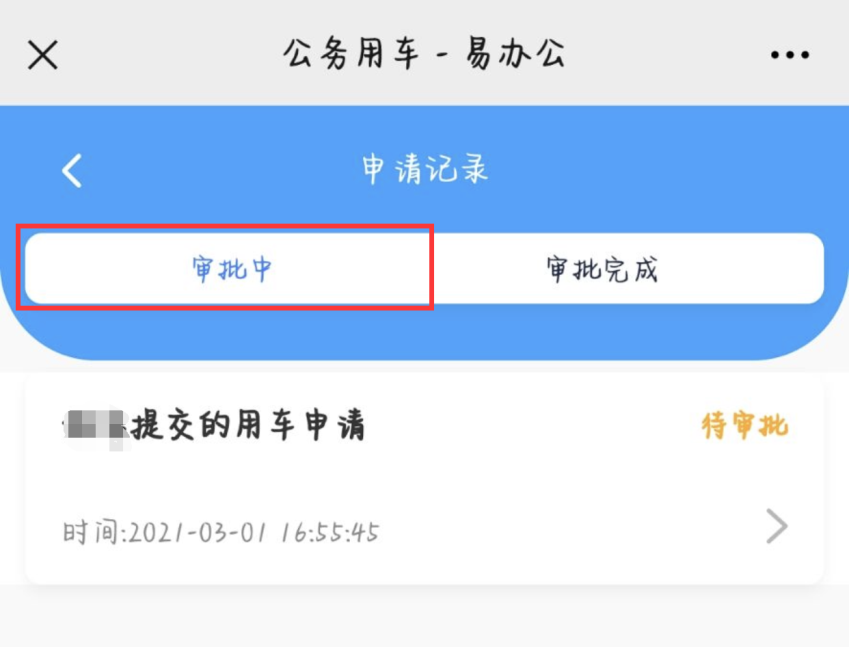 公务用车 - 易办公
申请记录
审批中
审批完成
提交的用车申请
待审批
时间:2021-03-01 16:55:45